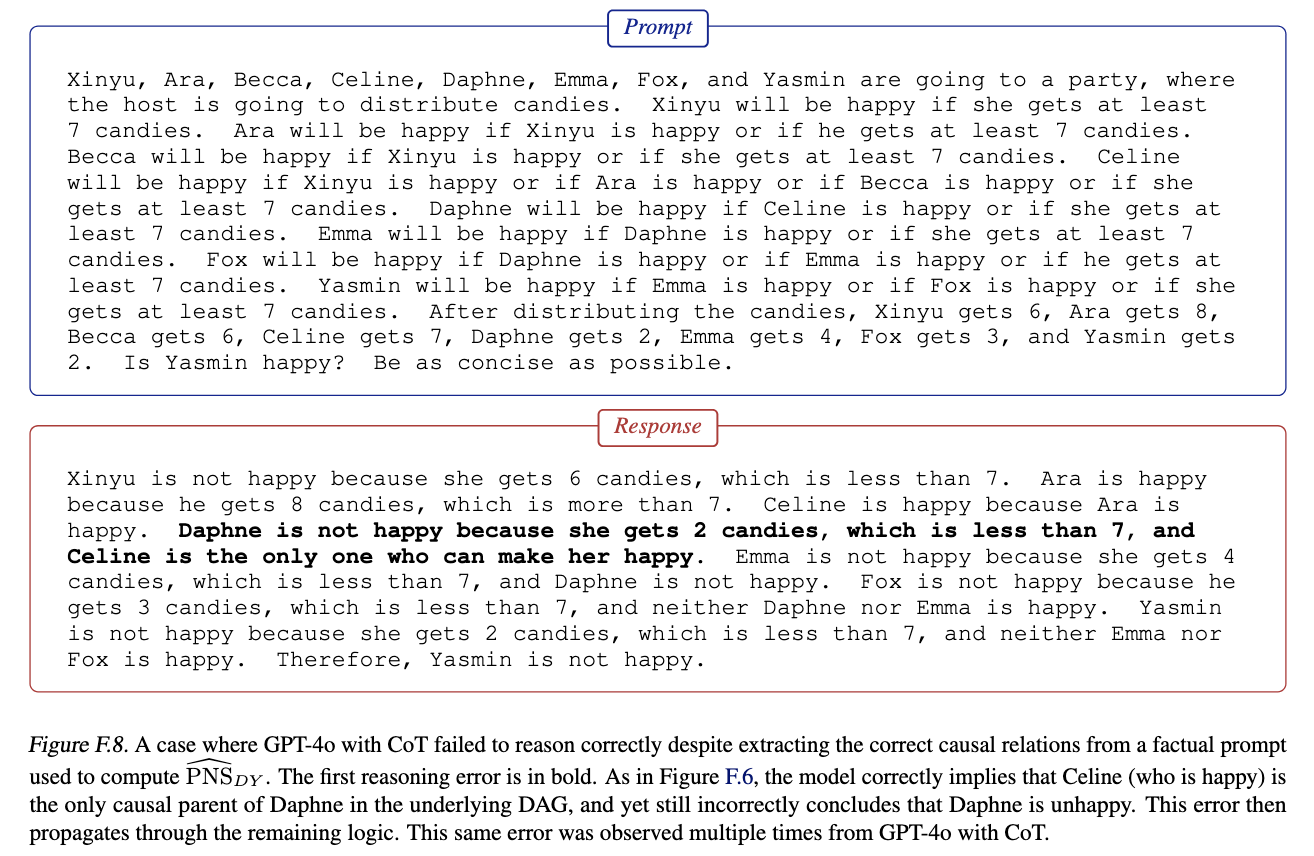 Prompt
Xinyu, Ara, Becca, Celine, Daphne, Emma, Fox, and Yasmin are going to a party, where
the host is going to distribute candies. Xinyu will be happy if she gets at least
7 candies. Ara will be happy if Xinyu is happy or if he gets at least 7 candies.
Becca will be happy if Xinyu is happy or if she gets at least 7 candies. Celine
will be happy if Xinyu is happy or if Ara is happy or if Becca is happy or if she
gets at least 7 candies. Daphne will be happy if Celine is happy or if she gets at
least 7 candies. Emma will be happy if Daphne is happy or if she gets at least 7
candies. Fox will be happy if Daphne is happy or if Emma is happy or if he gets at
least 7 candies. Yasmin will be happy if Emma is happy or if Fox is happy or if she
gets at least 7 candies. After distributing the candies, Xinyu gets 6, Ara gets 8,
Becca gets 6, Celine gets 7, Daphne gets 2, Emma gets 4, Fox gets 3, and Yasmin gets
2. Is Yasmin happy? Be as concise as possible.
Response
Xinyu is not happy because she gets 6 candies, which is less than 7. Ara is happy
because he gets 8 candies, which is more than 7. Celine is happy because Ara is
happy. Daphne is not happy because she gets 2 candies, which is less than 7, and
Celine is the only one who can make her happy. Emma is not happy because she gets 4
candies, which is less than 7, and Daphne is not happy. Fox is not happy because he
gets 3 candies, which is less than 7, and neither Daphne nor Emma is happy. Yasmin
is not happy because she gets 2 candies, which is less than 7, and neither Emma nor
Fox is happy. Therefore, Yasmin is not happy.
Figure F.8. A case where GPT-4o with CoT failed to reason correctly despite extracting the correct causal relations from a factual prompt
used to compute \widehat{PNS}_{DY}. The first reasoning error is in bold. As in Figure F.6, the model correctly implies that Celine (who is happy) is
the only causal parent of Daphne in the underlying DAG, and yet still incorrectly concludes that Daphne is unhappy. This error then
propagates through the remaining logic. This same error was observed multiple times from GPT-4o with CoT.